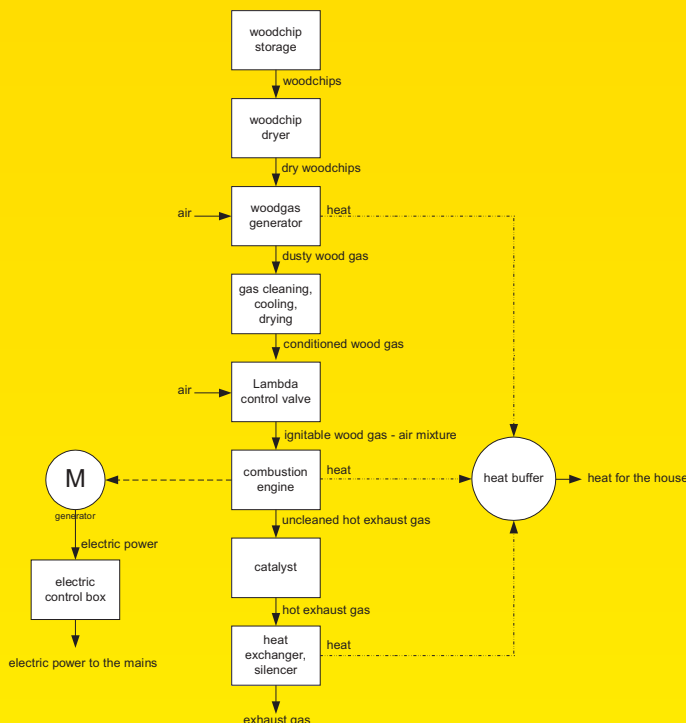 woodchip
storage
woodchips
woodchip
dryer
dry woodchips
air
woodgas
generator
heat
dusty wood gas
gas cleaning,
cooling,
drying
conditioned wood gas
air
Lambda
control valve
ignitable wood gas - air mixture
M
generator
combustion
engine
heat
heat buffer
heat for the house
uncleaned hot exhaust gas
electric power
electric
control box
catalyst
hot exhaust gas
electric power to the mains
heat
exchanger,
silencer
heat
exhaust gas